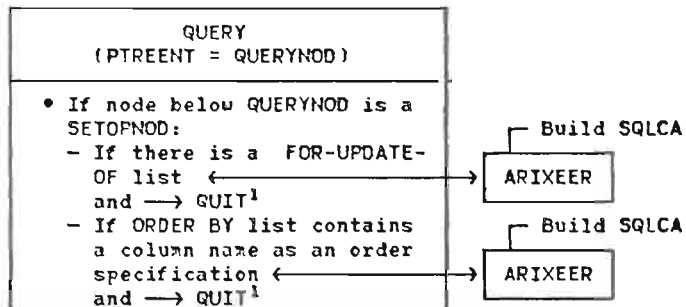 QUERY
(PTREENT = QUERYNOD)
• If node below QUERYNOD is a
SETOPNOD:
- If there is a FOR-UPDATE-
OF list
and → QUIT1
- If ORDER BY list contains
a column name as an order
specification
and → QUIT1
Build SQLCA
ARIXEER
Build SQLCA
ARIXEER